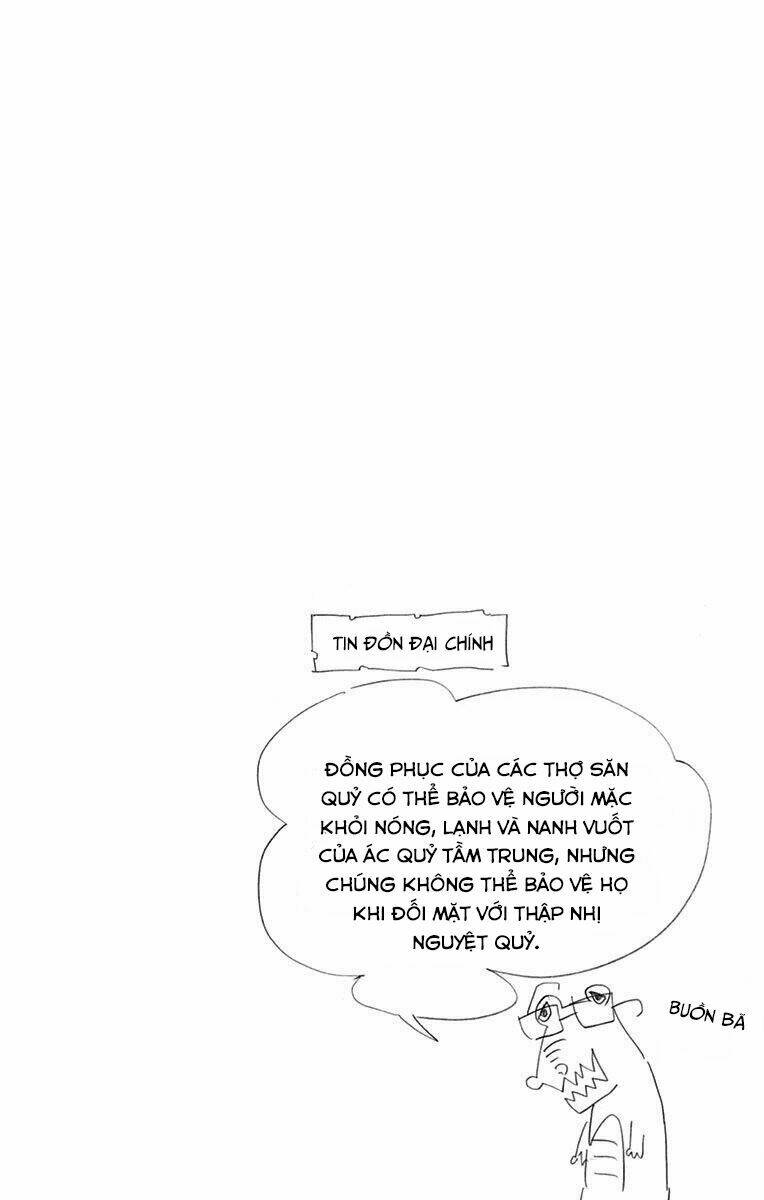 TIN ĐỒN ĐẠI CHÍNH
ĐỒNG PHỤC CỦA CÁC THỢ SĂN
QUỶ CÓ THỂ BẢO VỆ NGƯỜI MẶC
KHỎI NÓNG, LẠNH VÀ NANH VUỐT
CỦA ÁC QUỶ TẦM TRUNG, NHƯNG
CHÚNG KHÔNG THỂ BẢO VỆ HỌ
KHI ĐỐI MẶT VỚI THẬP NHỊ
NGUYỆT QUỶ.
BUỒN BÃ